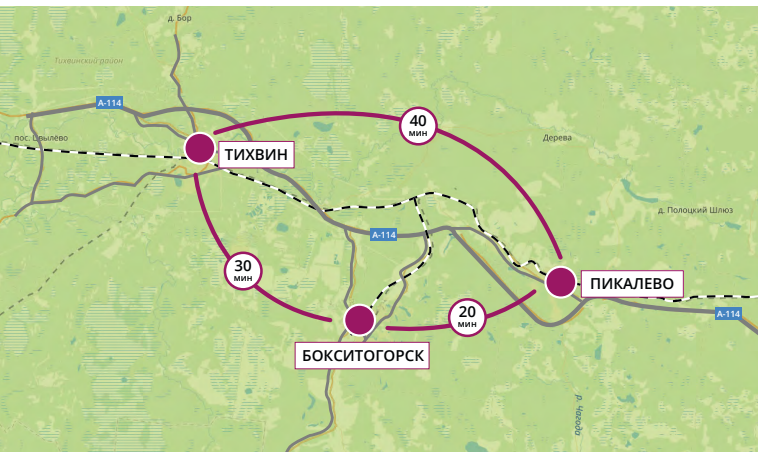 д. Бор
Тихвинский район
А-114
40
мин
пос. Цвылёво
Дерева
ТИХВИН
д. Полоцкий Шлюз
А-114
30
мин
ПИКАЛЕВО
20
мин
А-114
БОКСИТОГОРСК
р. Чагода